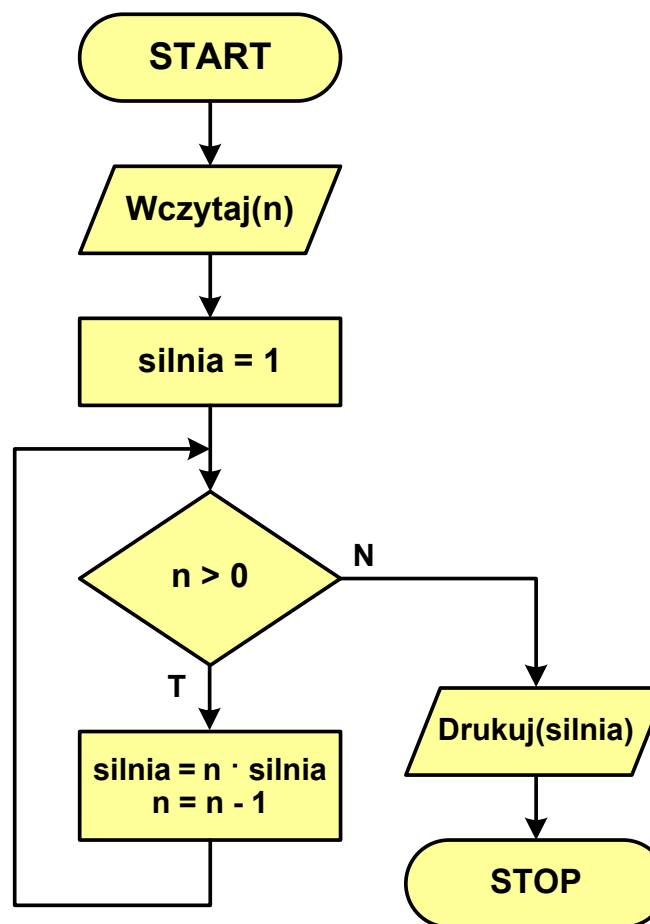 START
Wczytaj(n)
silnia = 1
n > 0
N
T
silnia = n · silnia
n = n - 1
Drukuj(silnia)
STOP